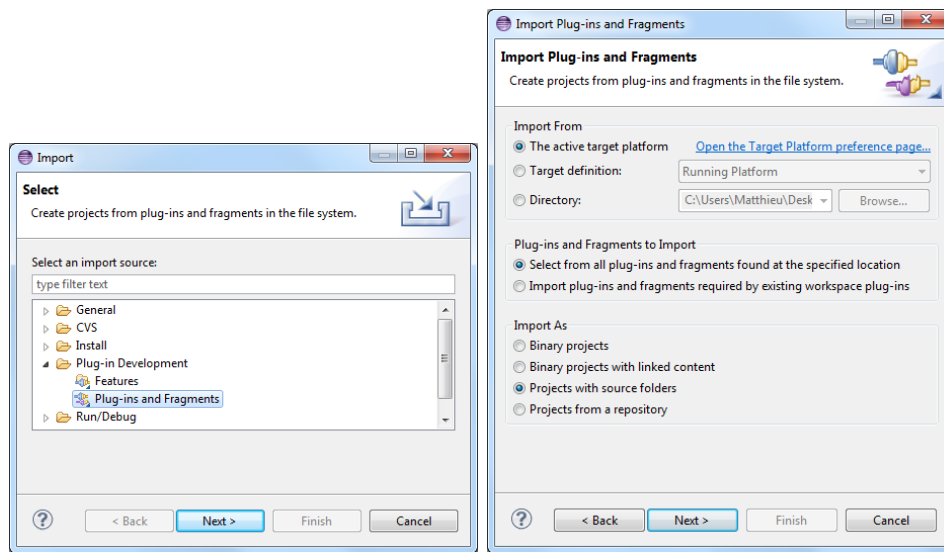 Import
Select
Create projects from plug-ins and fragments in the file system.
Select an import source:
type filter text
General
CVS
Install
Plug-in Development
Features
Plug-ins and Fragments
Run/Debug
< Back
Next >
Finish
Cancel
Import Plug-ins and Fragments
Import Plug-ins and Fragments
Create projects from plug-ins and fragments in the file system.
Import From
The active target platform Open the Target Platform preference page...
Target definition: Running Platform
Directory: C:\Users\Matthieu\Desk Browse...
Plug-ins and Fragments to Import
Select from all plug-ins and fragments found at the specified location
Import plug-ins and fragments required by existing workspace plug-ins
Import As
Binary projects
Binary projects with linked content
Projects with source folders
Projects from a repository
< Back
Next >
Finish
Cancel